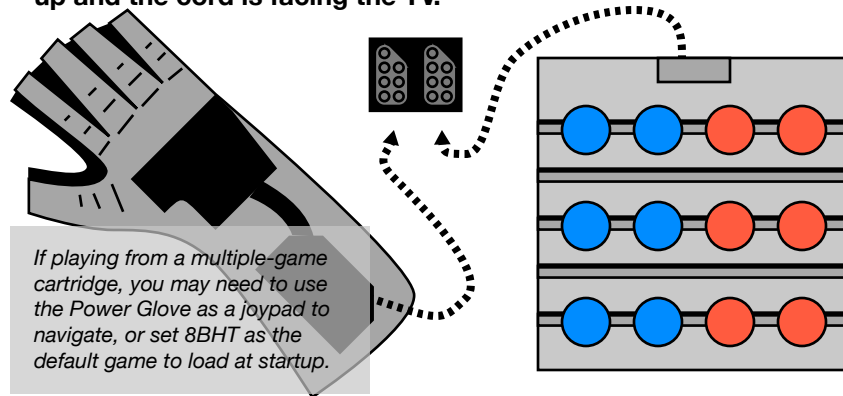 up and the cord is facing the TV.
If playing from a multiple-game
cartridge, you may need to use
the Power Glove as a joypad to
navigate, or set 8BHT as the
default game to load at startup.